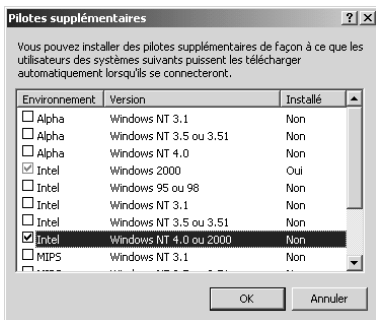 Pilotes supplémentaires
Vous pouvez installer des pilotes supplémentaires de façon à ce que les
utilisateurs des systèmes suivants puissent les télécharger
automatiquement lorsqu'ils se connecteront.
Environnement Version Installé
Alpha Windows NT 3.1 Non
Alpha Windows NT 3.5 ou 3.51 Non
Alpha Windows NT 4.0 Non
Intel Windows 2000 Oui
Intel Windows 95 ou 98 Non
Intel Windows NT 3.1 Non
Intel Windows NT 3.5 ou 3.51 Non
Intel Windows NT 4.0 ou 2000 Non
MIPS Windows NT 3.1 Non
OK Annuler